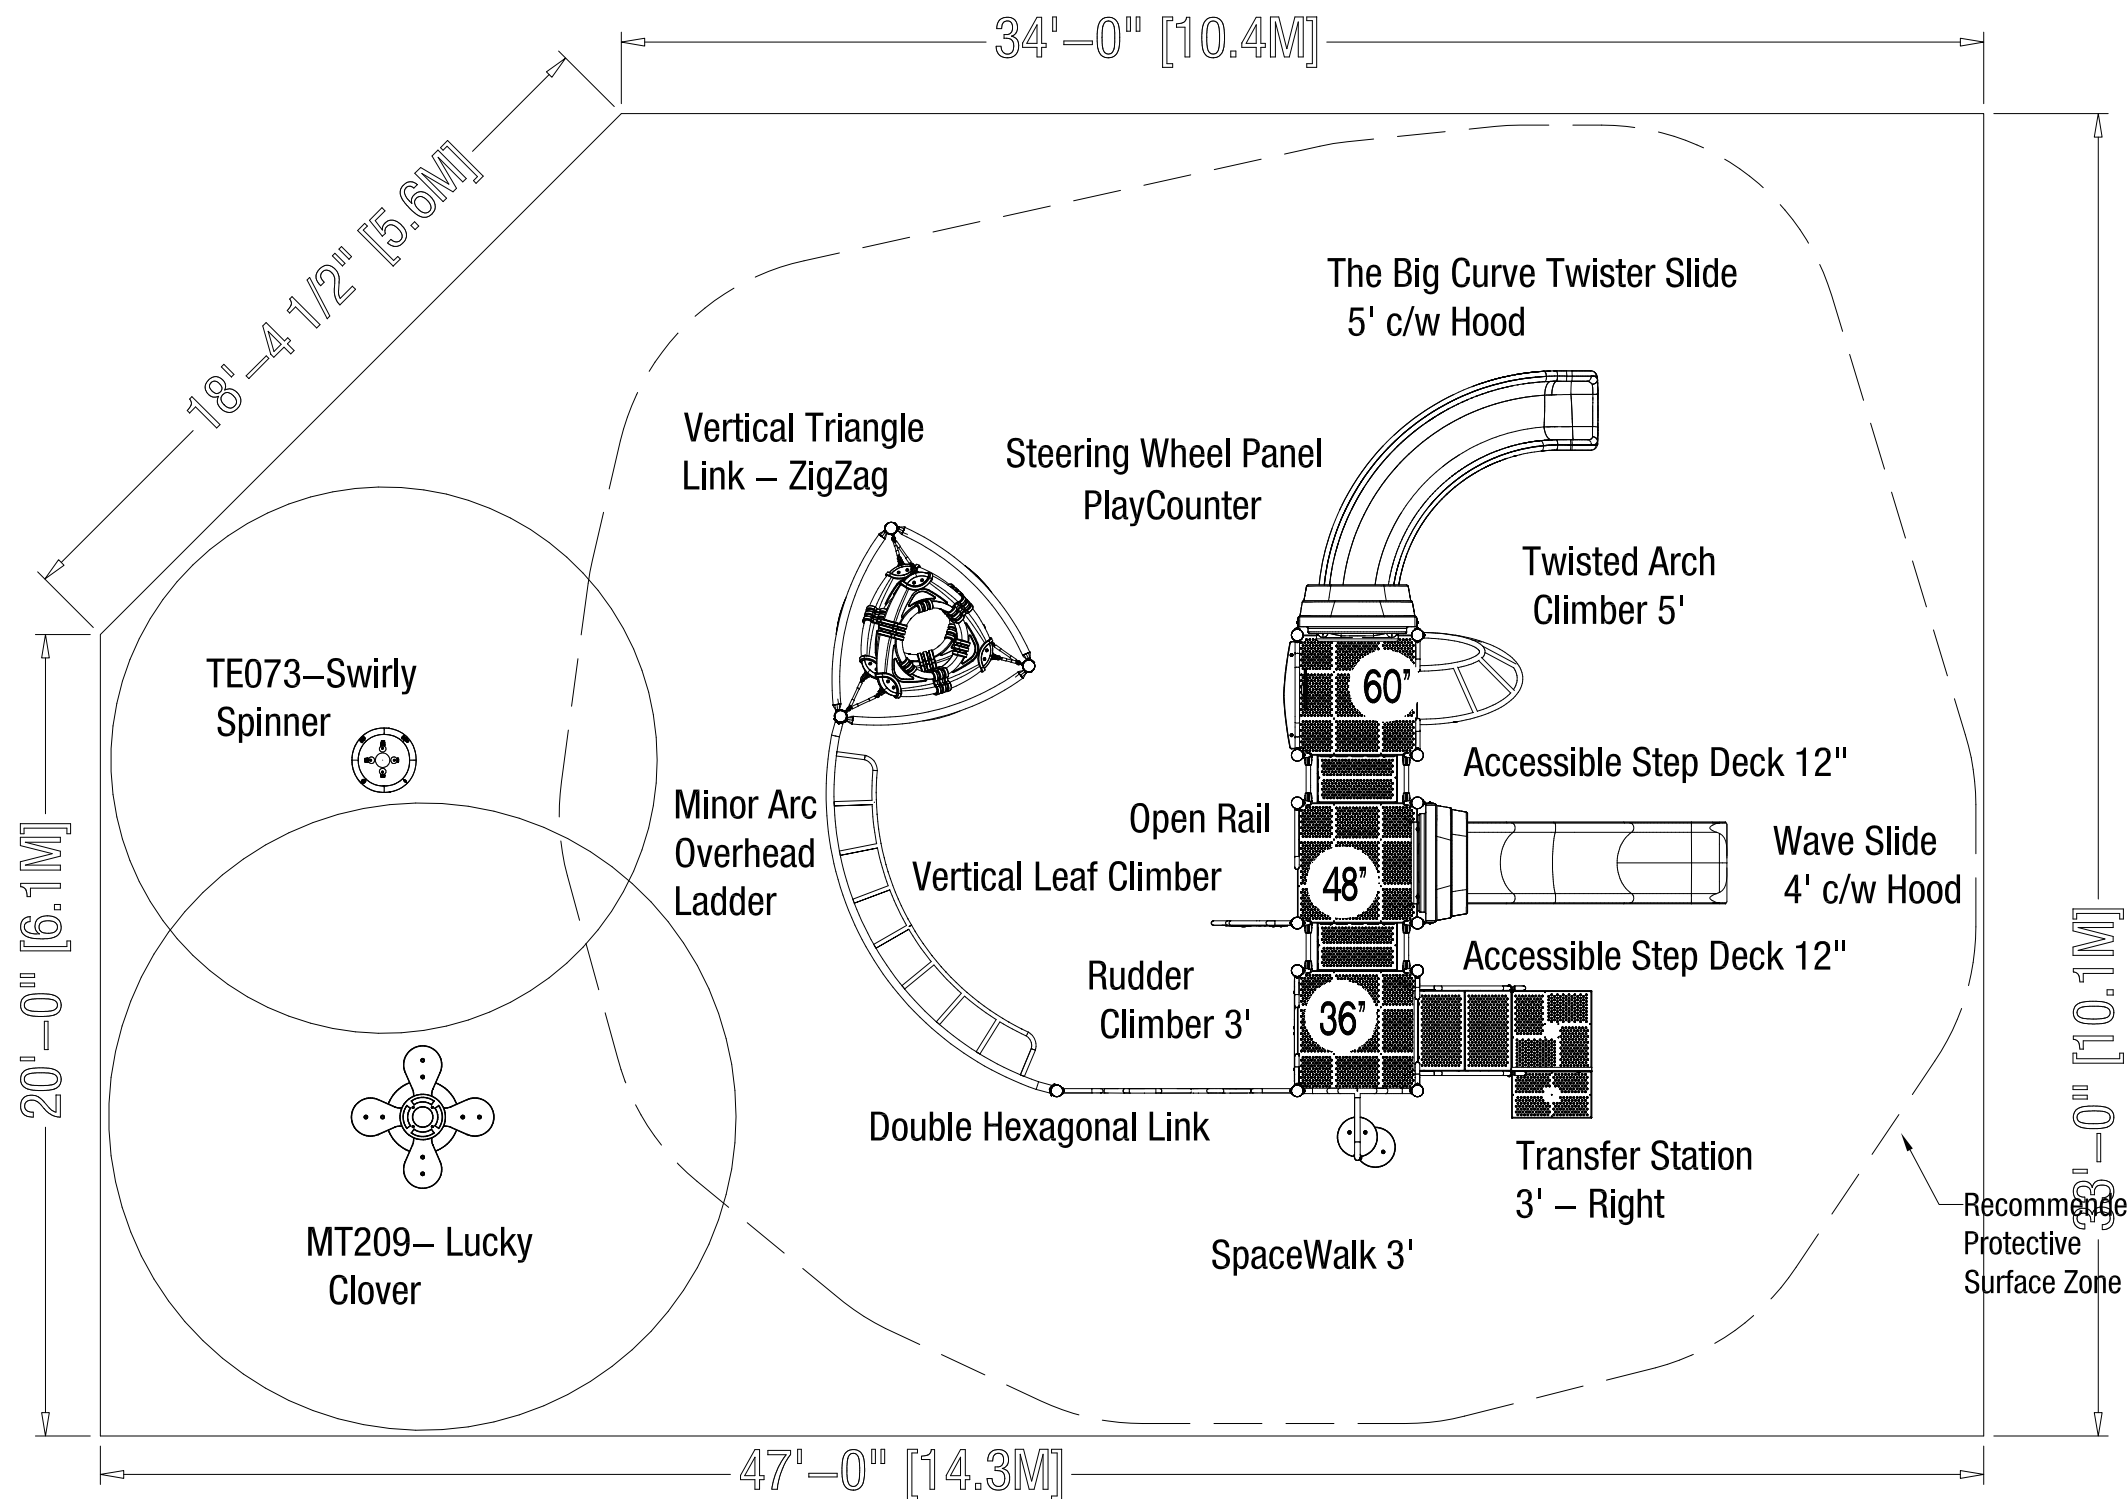 34'–0" [10.4M]
18'–4 1/2" [5.6M]
The Big Curve Twister Slide
5' c/w Hood
Vertical Triangle
Link – ZigZag
Steering Wheel Panel
PlayCounter
Twisted Arch
Climber 5'
TE073–Swirly
Spinner
60"
Accessible Step Deck 12"
Minor Arc
Overhead
Ladder
Open Rail
Vertical Leaf Climber
48"
Wave Slide
4' c/w Hood
20'–0" [6.1M]
33'–0" [10.1M]
Accessible Step Deck 12"
Rudder
Climber 3'
36"
Double Hexagonal Link
Transfer Station
3' – Right
Recommende
Protective
Surface Zone
MT209– Lucky
Clover
SpaceWalk 3'
47'–0" [14.3M]